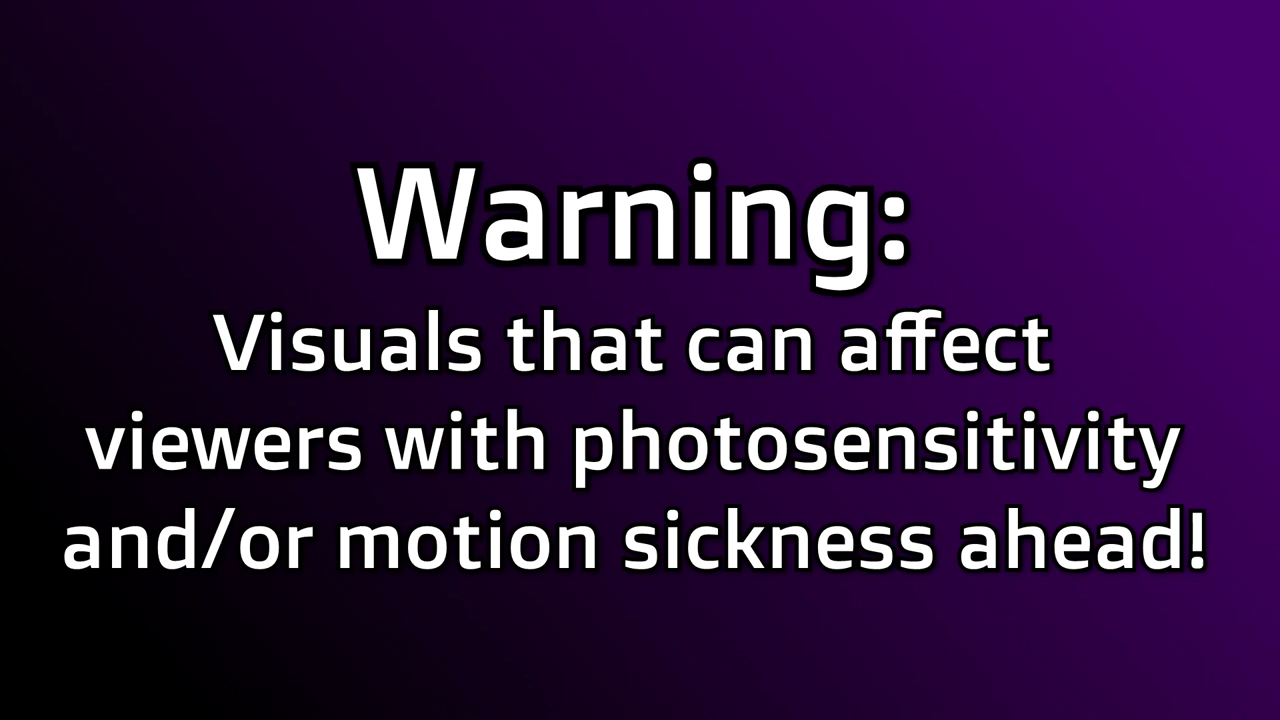 Warning:
Visuals that can affect
viewers with photosensitivity
and/or motion sickness ahead!